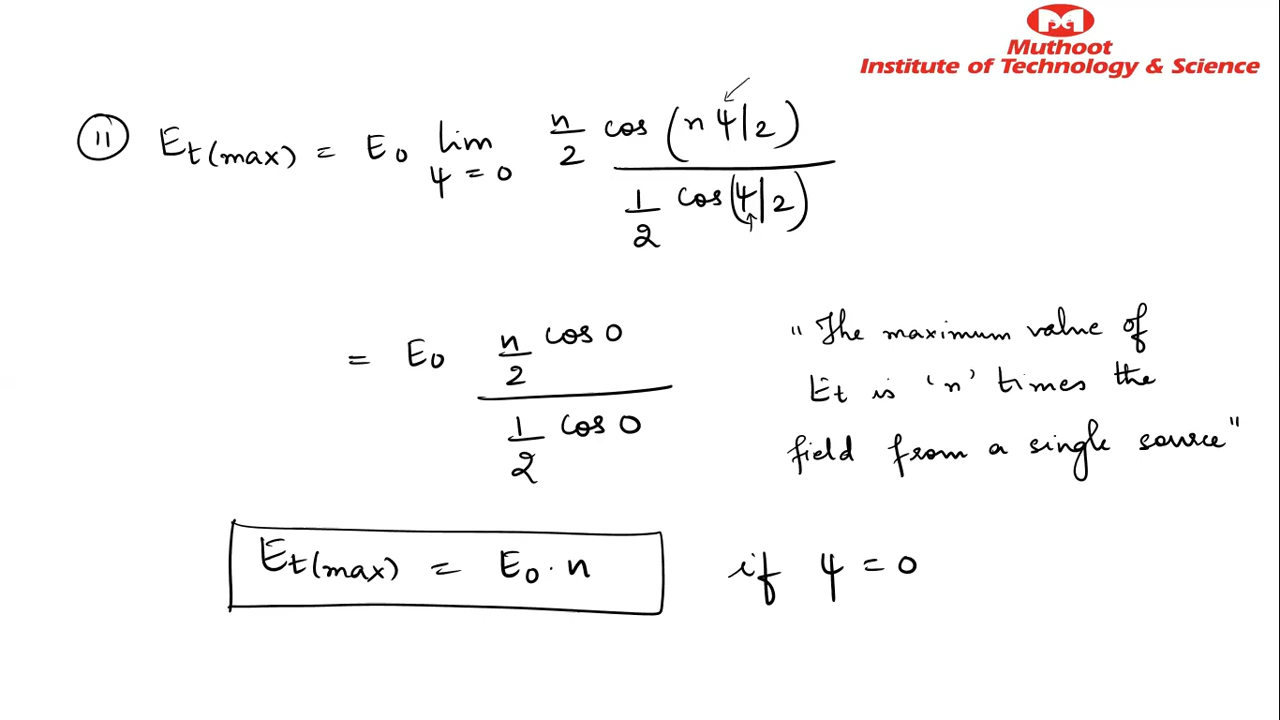 Muthoot
Institute of Technology & Science
11 Et(max) = E0 lim ψ = 0 n/2 cos (n ψ/2) / 1/2 cos (ψ/2)
= E0 n/2 cos 0 / 1/2 cos 0
"The maximum value of
Et is 'n' times the
field from a single source"
Et(max) = E0 · n if ψ = 0